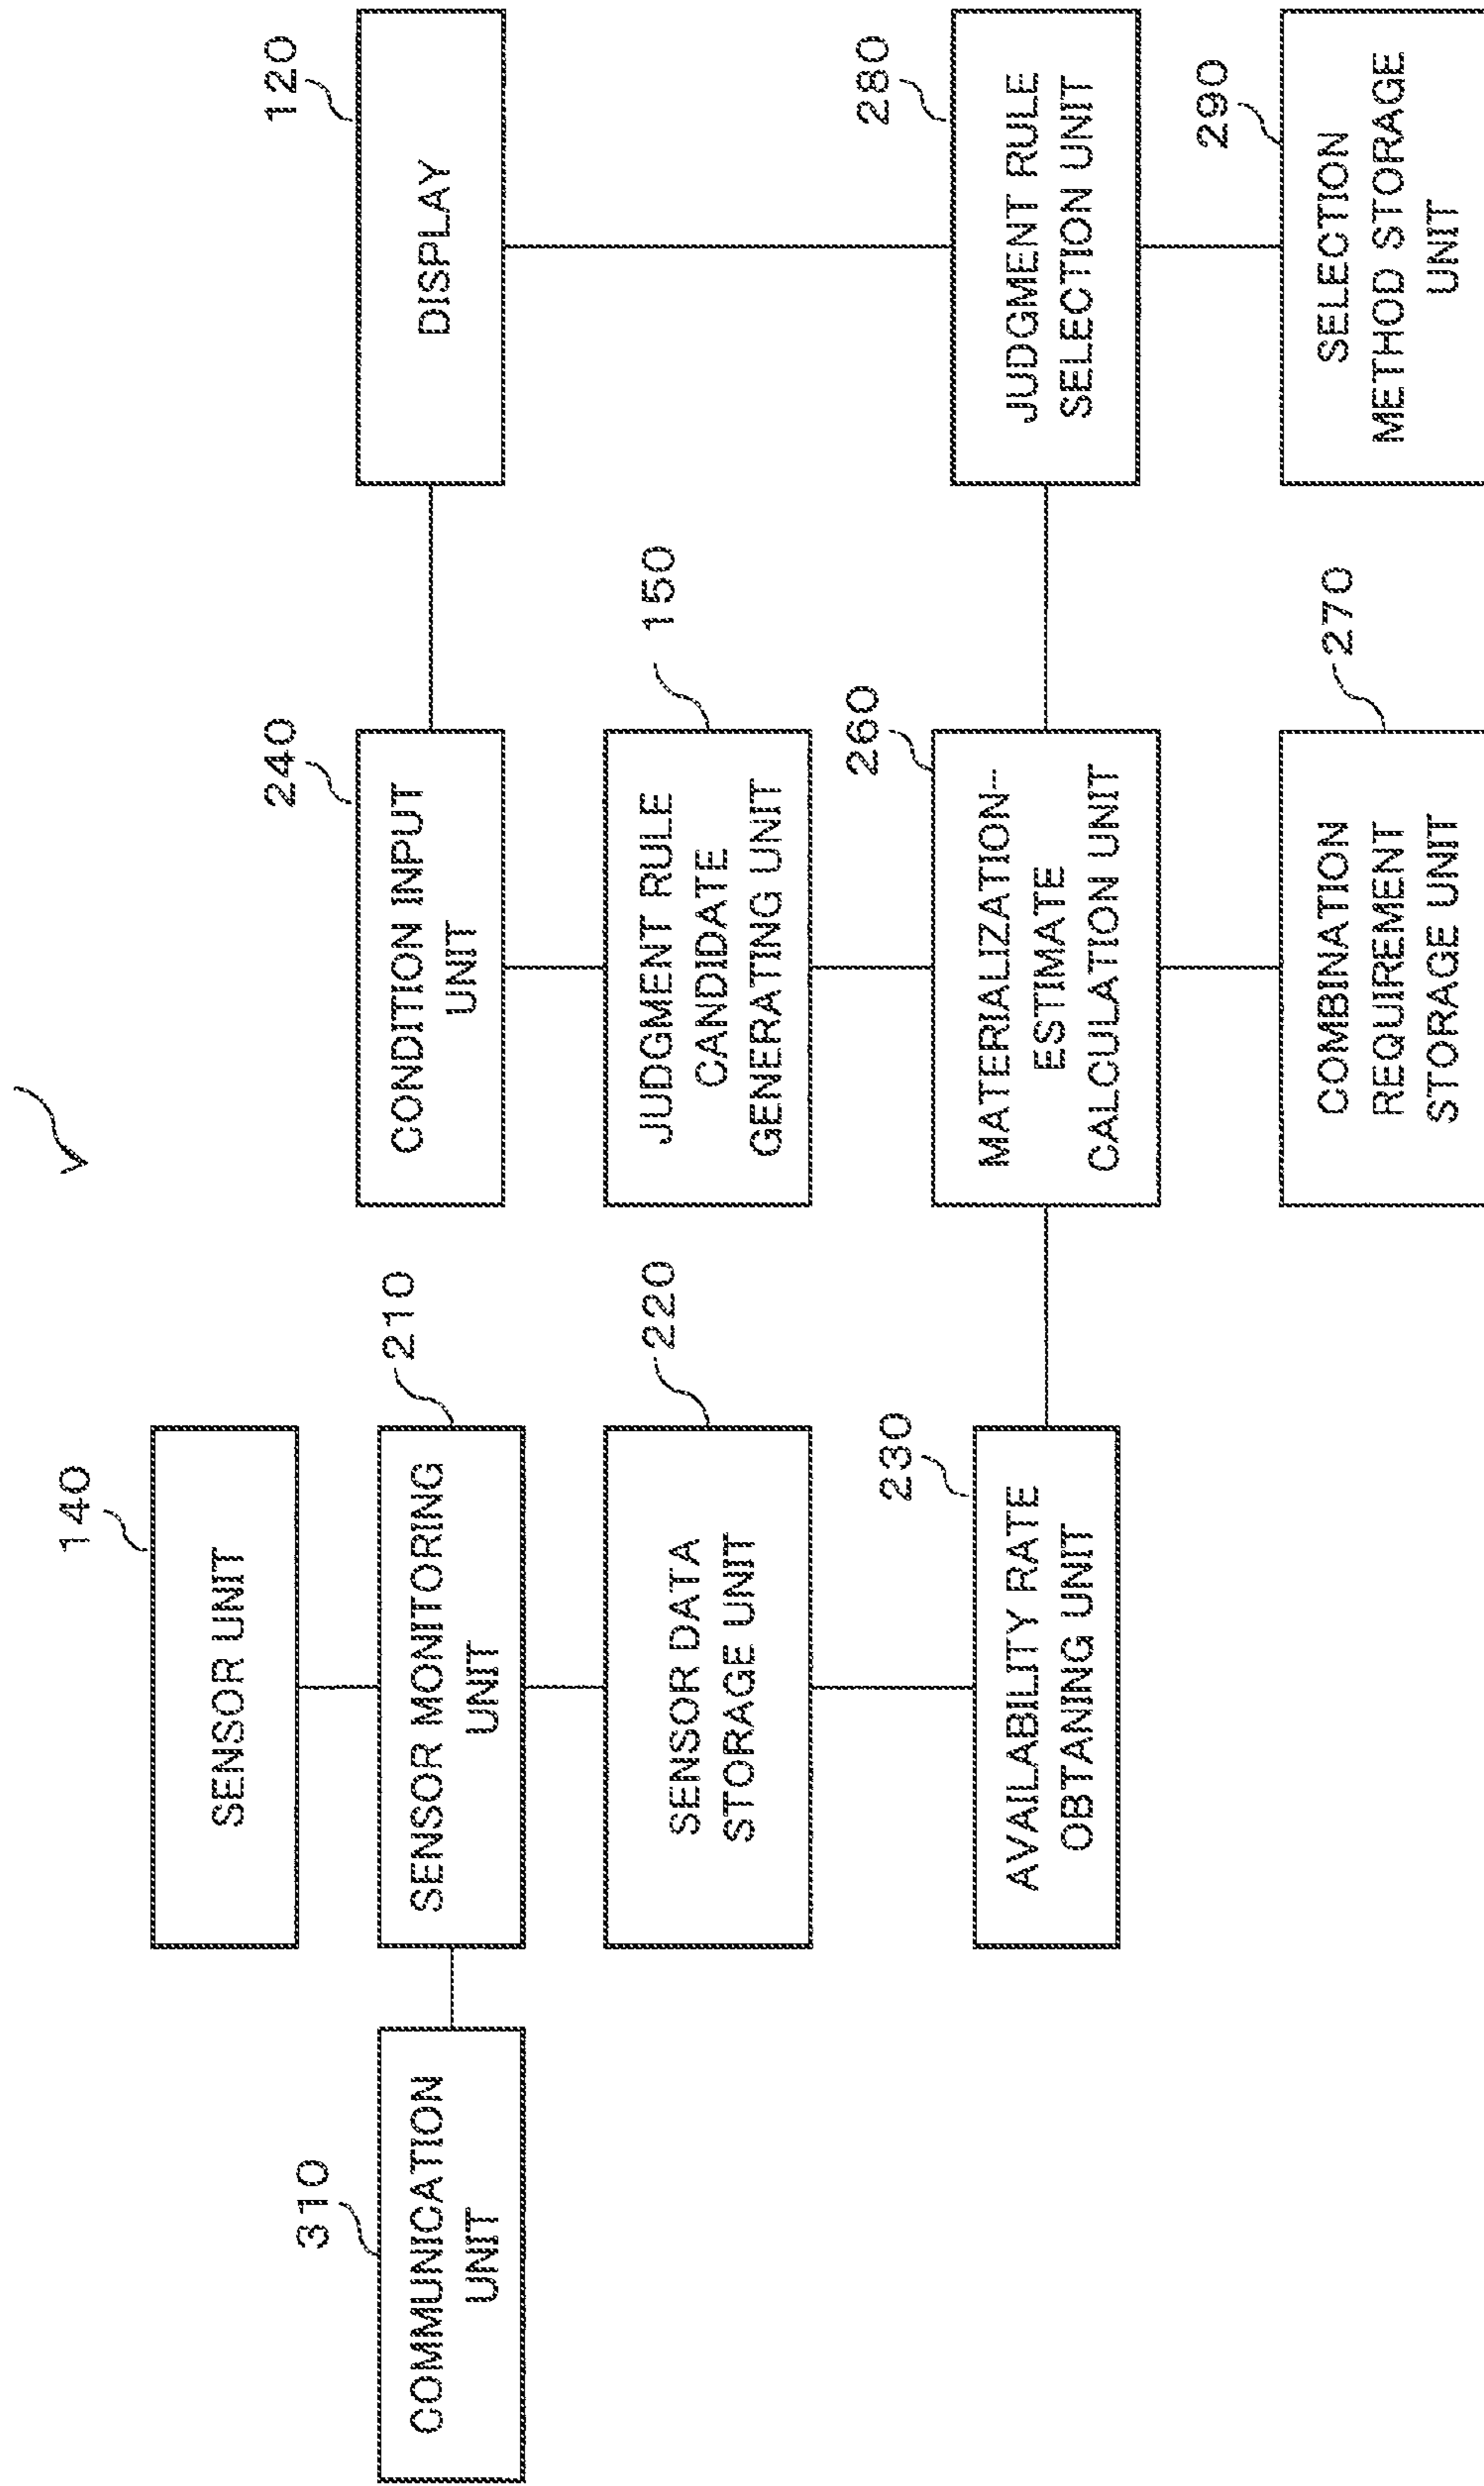 140
SENSOR UNIT
310
COMMUNICATION
UNIT
210
SENSOR MONITORING
UNIT
220
SENSOR DATA
STORAGE UNIT
230
AVAILABILITY RATE
OBTANING UNIT
240
CONDITION INPUT
UNIT
150
JUDGMENT RULE
CANDIDATE
GENERATING UNIT
260
MATERIALIZATION-
ESTIMATE
CALCULATION UNIT
270
COMBINATION
REQUIREMENT
STORAGE UNIT
120
DISPLAY
280
JUDGMENT RULE
SELECTION UNIT
290
SELECTION
METHOD STORAGE
UNIT